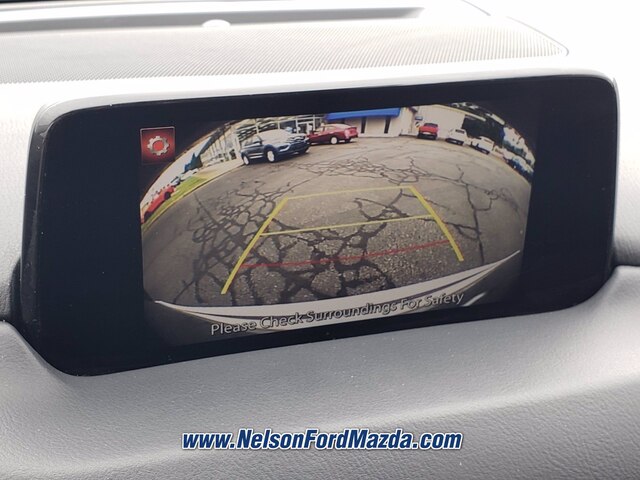 Please Check Surroundings For Safety
www.NelsonFordMazda.com